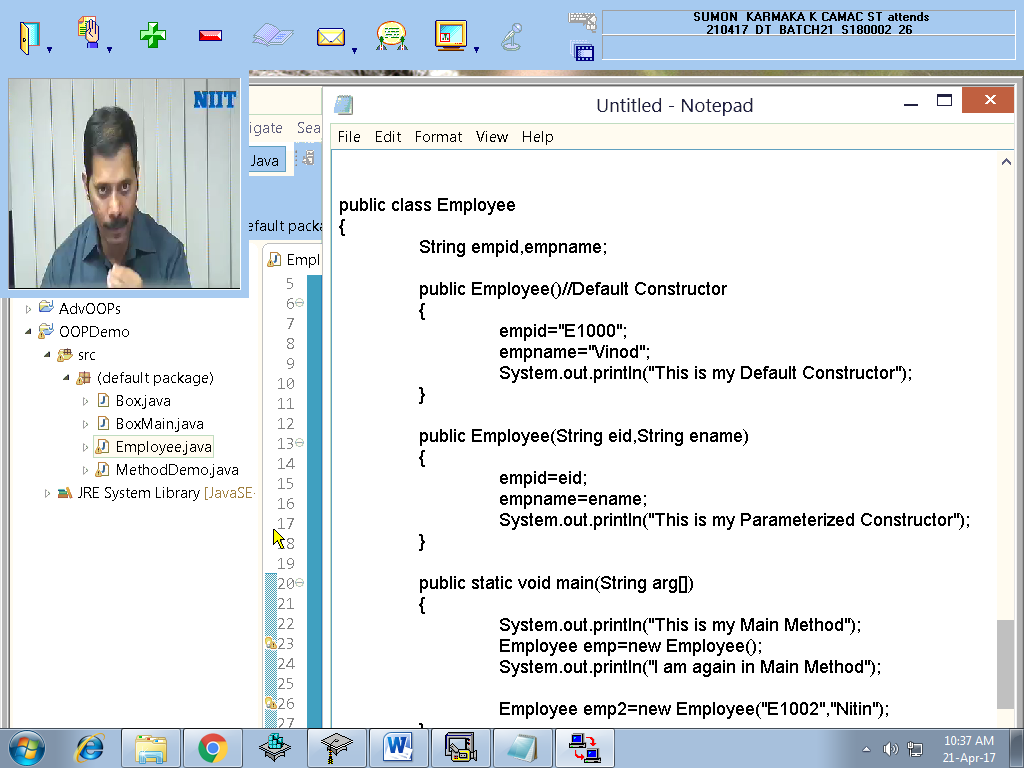 SUMON KARMAKA K CAMAC ST attends
210417 DT BATCH21 S180002 26
NIIT
Untitled - Notepad
igate Sea
File Edit Format View Help
Java
efault packa
Empl
public class Employee
{
String empid,empname;
public Employee()//Default Constructor
{
empid="E1000";
empname="Vinod";
System.out.println("This is my Default Constructor");
}
public Employee(String eid,String ename)
{
empid=eid;
empname=ename;
System.out.println("This is my Parameterized Constructor");
}
public static void main(String arg[])
{
System.out.println("This is my Main Method");
Employee emp=new Employee();
System.out.println("I am again in Main Method");
Employee emp2=new Employee("E1002","Nitin");
AdvOOPs
OOPDemo
src
(default package)
Box.java
BoxMain.java
Employee.java
MethodDemo.java
JRE System Library [JavaSE-
5
6
7
8
9
10
11
12
13
14
15
16
17
18
19
20
21
22
23
24
25
26
27
10:37 AM
21-Apr-17